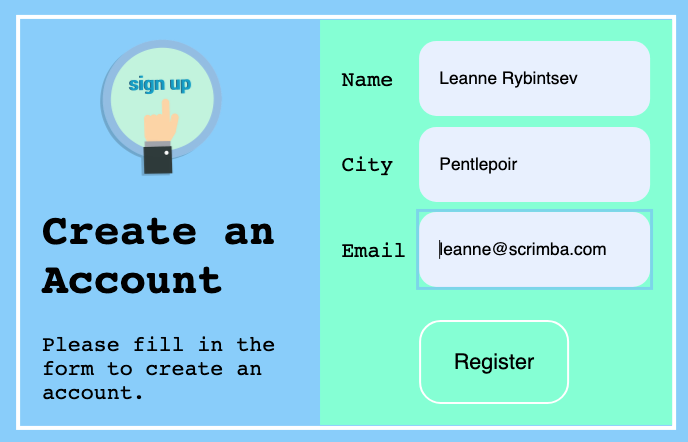 sign up
Create an
Account
Please fill in the
form to create an
account.
Name
Leanne Rybintsev
City
Pentlepoir
Email
leanne@scrimba.com
Register